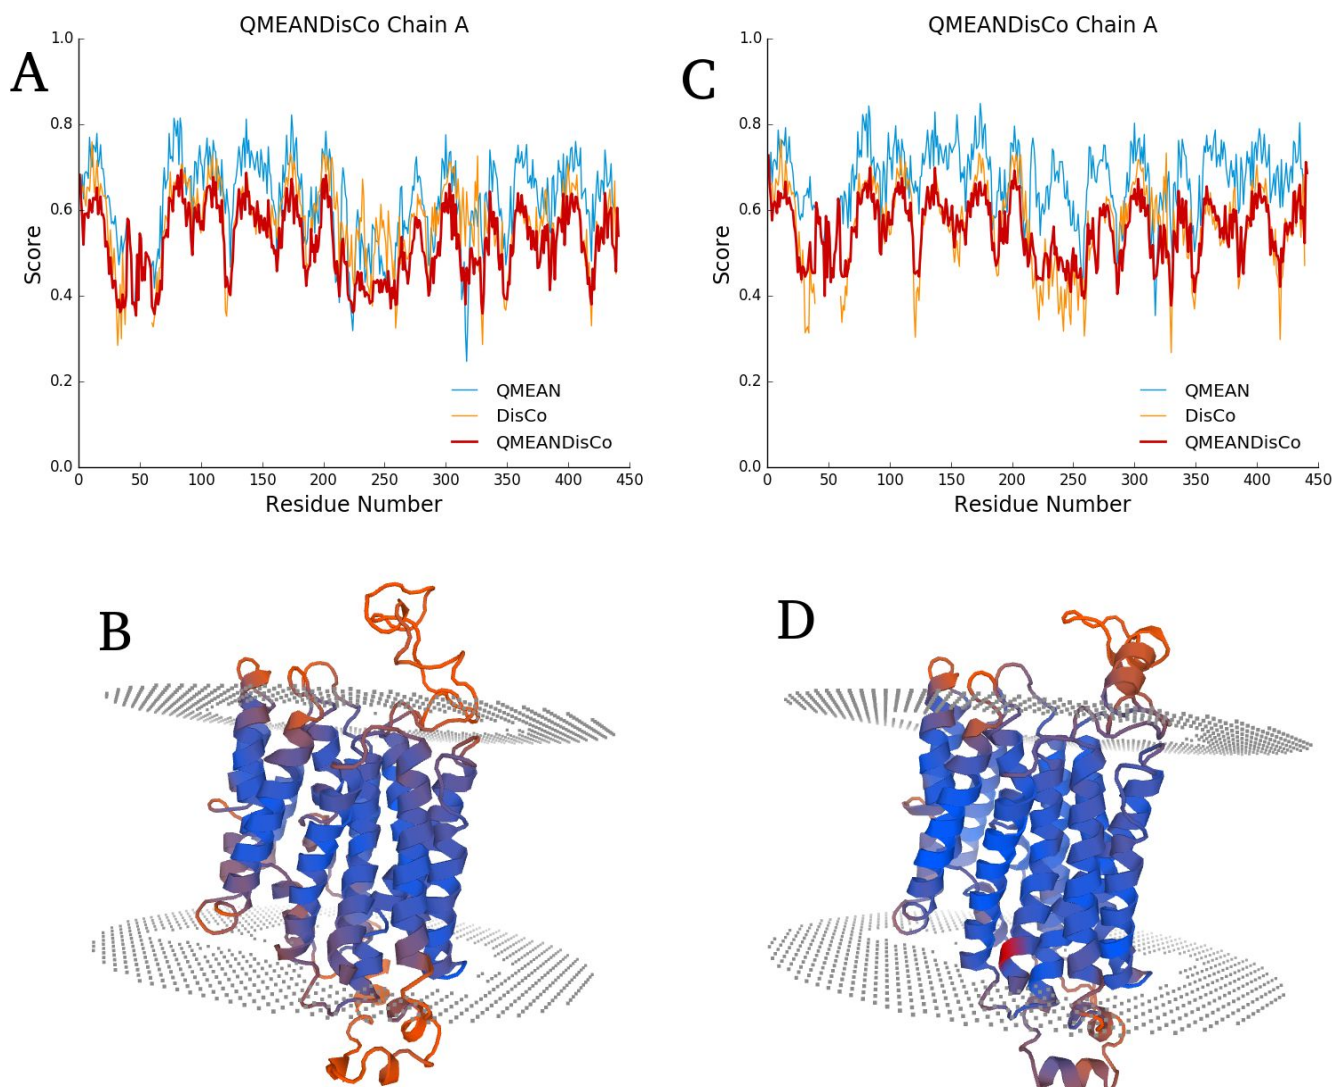 QMEANDisCo Chain A
A
1.0
0.8
0.6
0.4
0.2
0.0
Score
QMEAN
DisCo
QMEANDisCo
0 50 100 150 200 250 300 350 400 450
Residue Number
QMEANDisCo Chain A
C
1.0
0.8
0.6
0.4
0.2
0.0
Score
QMEAN
DisCo
QMEANDisCo
0 50 100 150 200 250 300 350 400 450
Residue Number
B
D